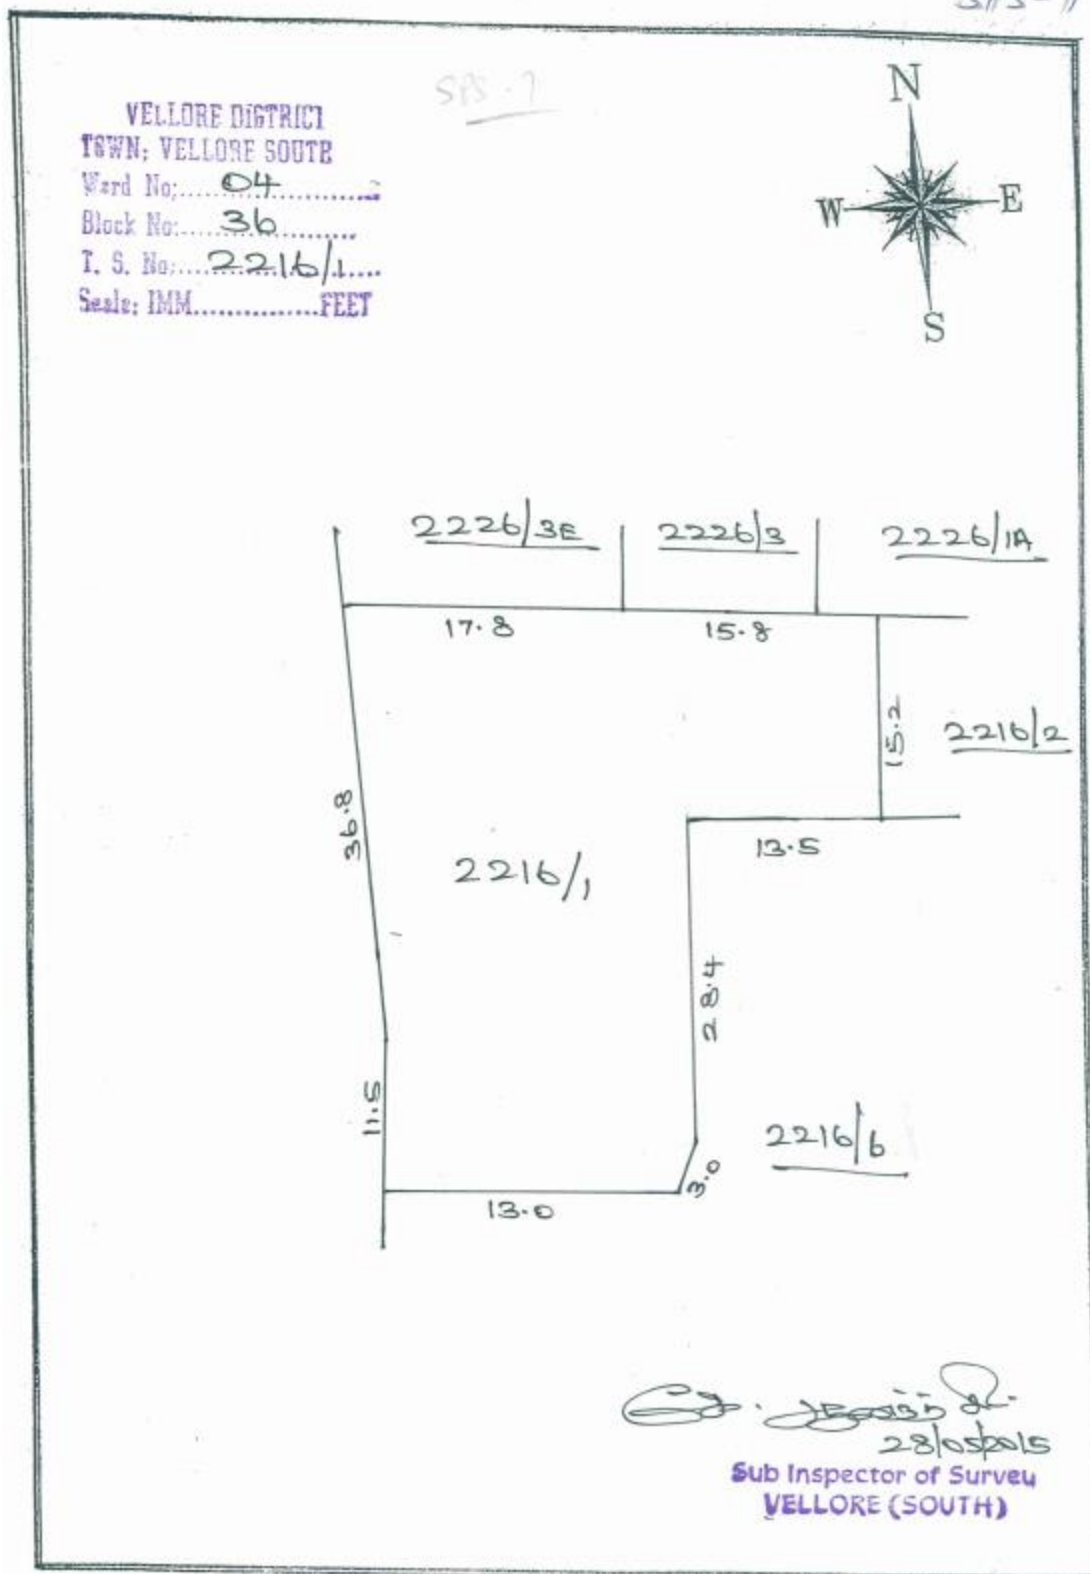 SPS-7
VELLORE DISTRICT
TOWN: VELLORE SOUTH
Ward No:....04....
Block No:....36....
T. S. No:....2216/1....
Scale: 1MM..............FEET
N
W E
S
2226/3E 2226/3 2226/1A
17.8 15.8
15.2
2216/2
36.8
13.5
2216/1
28.4
11.5
2216/6
3.0
13.0
28/05/2015
Sub Inspector of Survey
VELLORE (SOUTH)